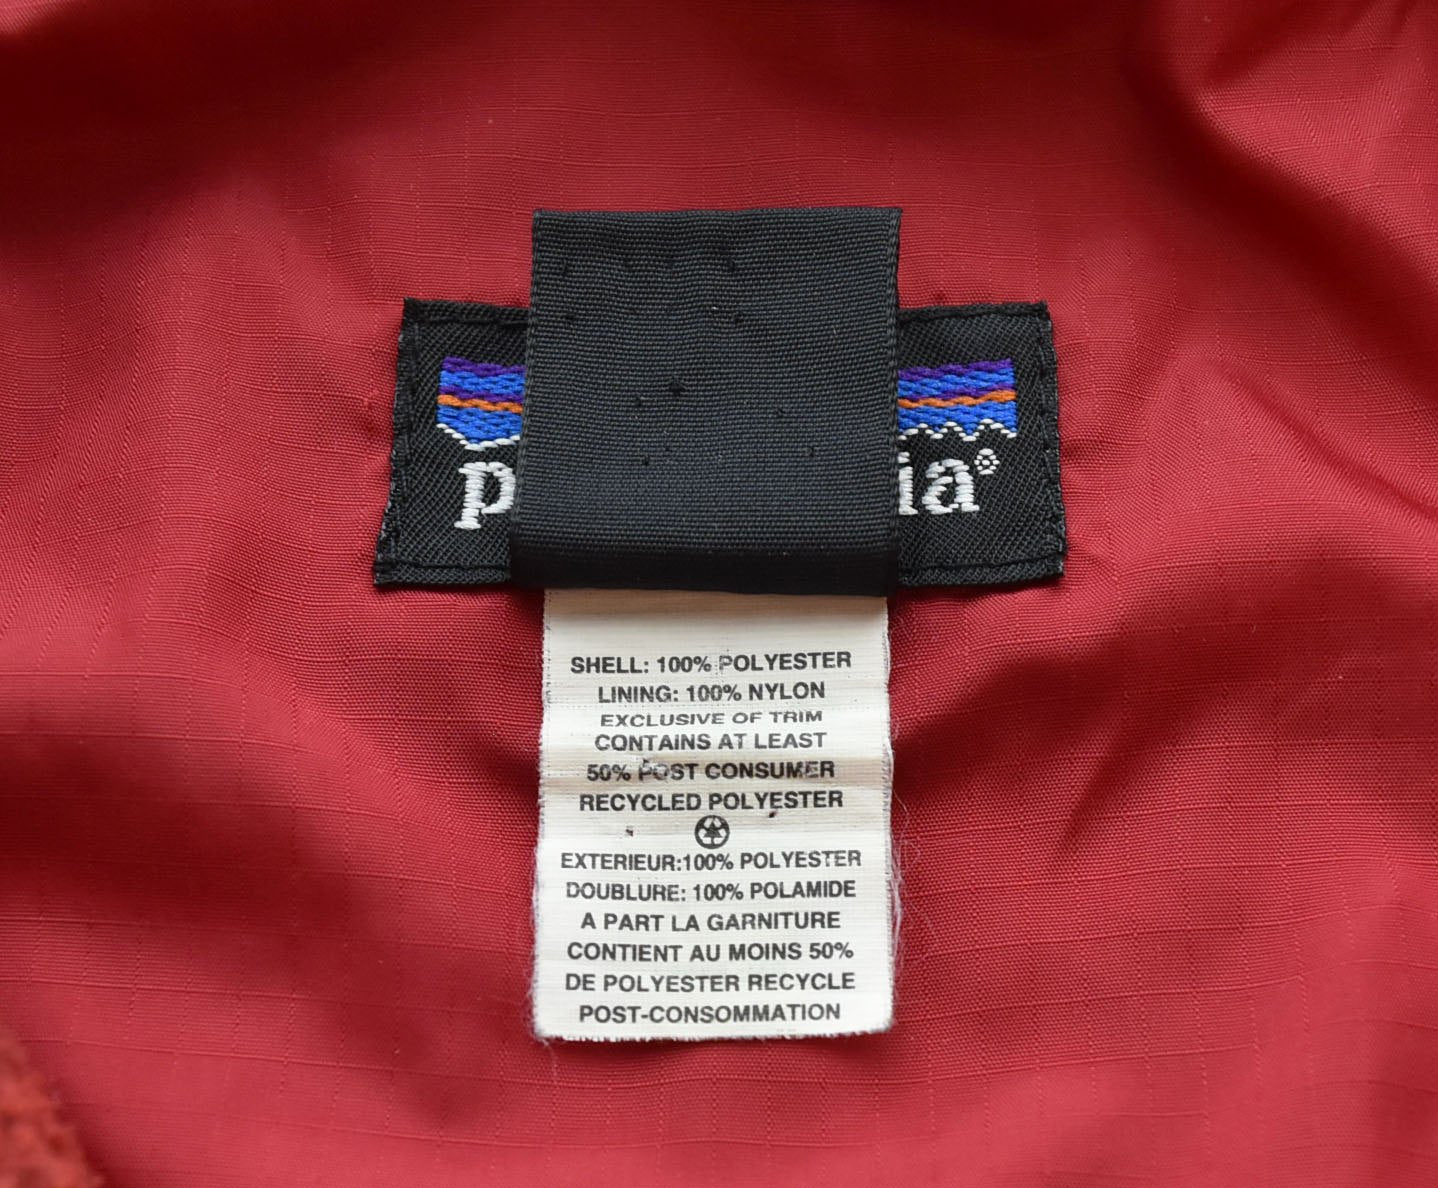 p ia®
SHELL: 100% POLYESTER
LINING: 100% NYLON
EXCLUSIVE OF TRIM
CONTAINS AT LEAST
50% POST CONSUMER
RECYCLED POLYESTER
EXTERIEUR:100% POLYESTER
DOUBLURE: 100% POLAMIDE
A PART LA GARNITURE
CONTIENT AU MOINS 50%
DE POLYESTER RECYCLE
POST-CONSOMMATION